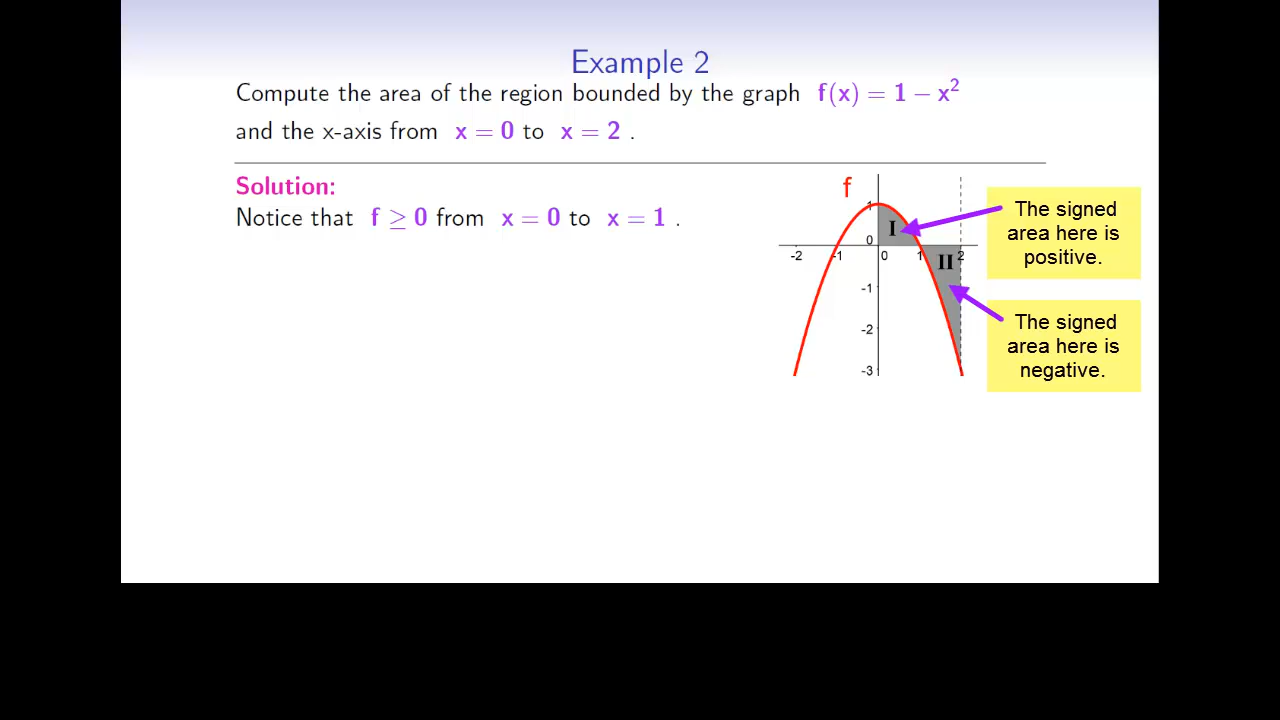 Example 2
Compute the area of the region bounded by the graph f(x) = 1 − x²
and the x-axis from x = 0 to x = 2 .
Solution:
Notice that f ≥ 0 from x = 0 to x = 1 .
f
1
0
-2 -1 0 1 2
-1
-2
-3
I
II
The signed
area here is
positive.
The signed
area here is
negative.